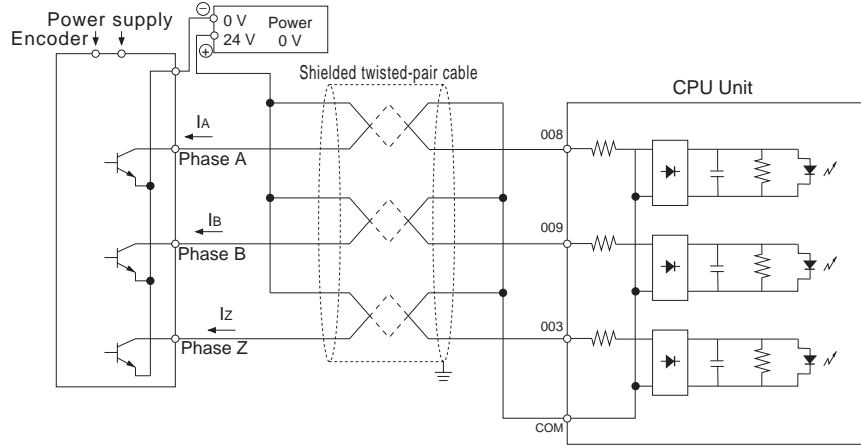 Power supply
Encoder
0 V Power
24 V 0 V
Shielded twisted-pair cable
CPU Unit
IA
Phase A
008
IB
Phase B
009
IZ
Phase Z
003
COM